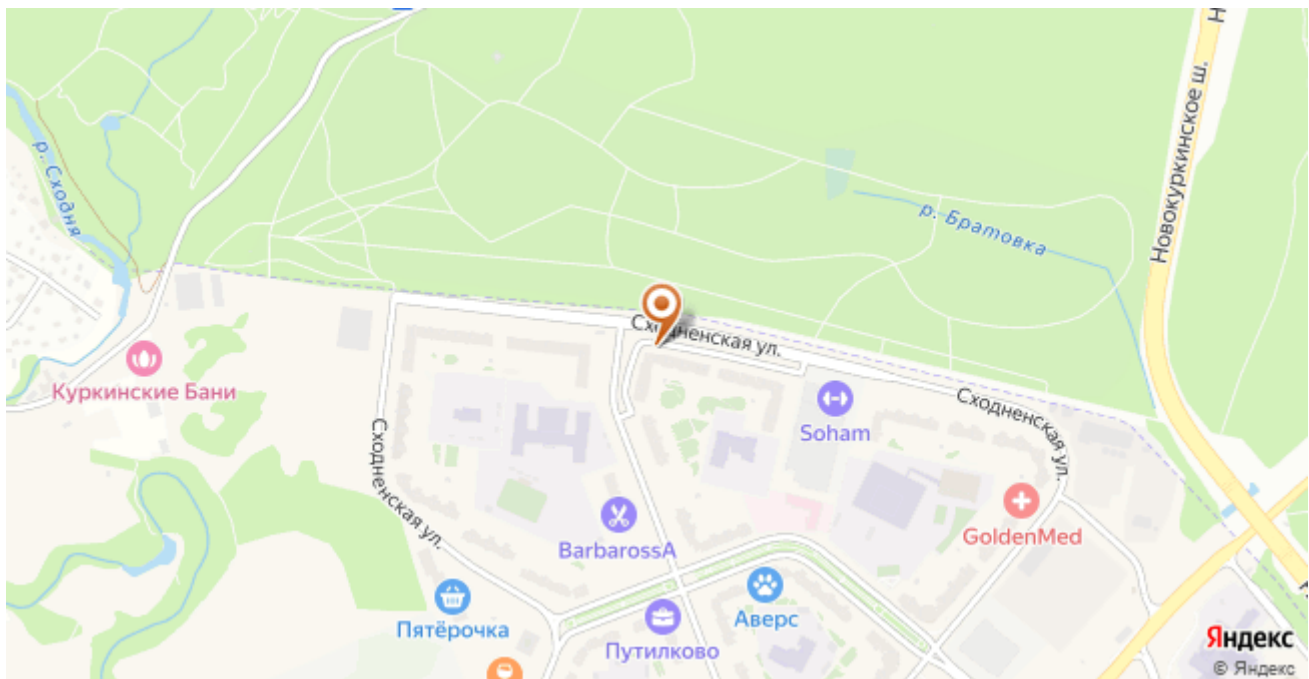 Н
Новокуркинское ш.
р. Сходня
р. Братовка
Сходненская ул.
Куркинские Бани
Сходненская ул.
Soham
Сходненская ул.
GoldenMed
BarbarossA
Пятёрочка
Аверс
Путилково
Яндекс
© Яндекс